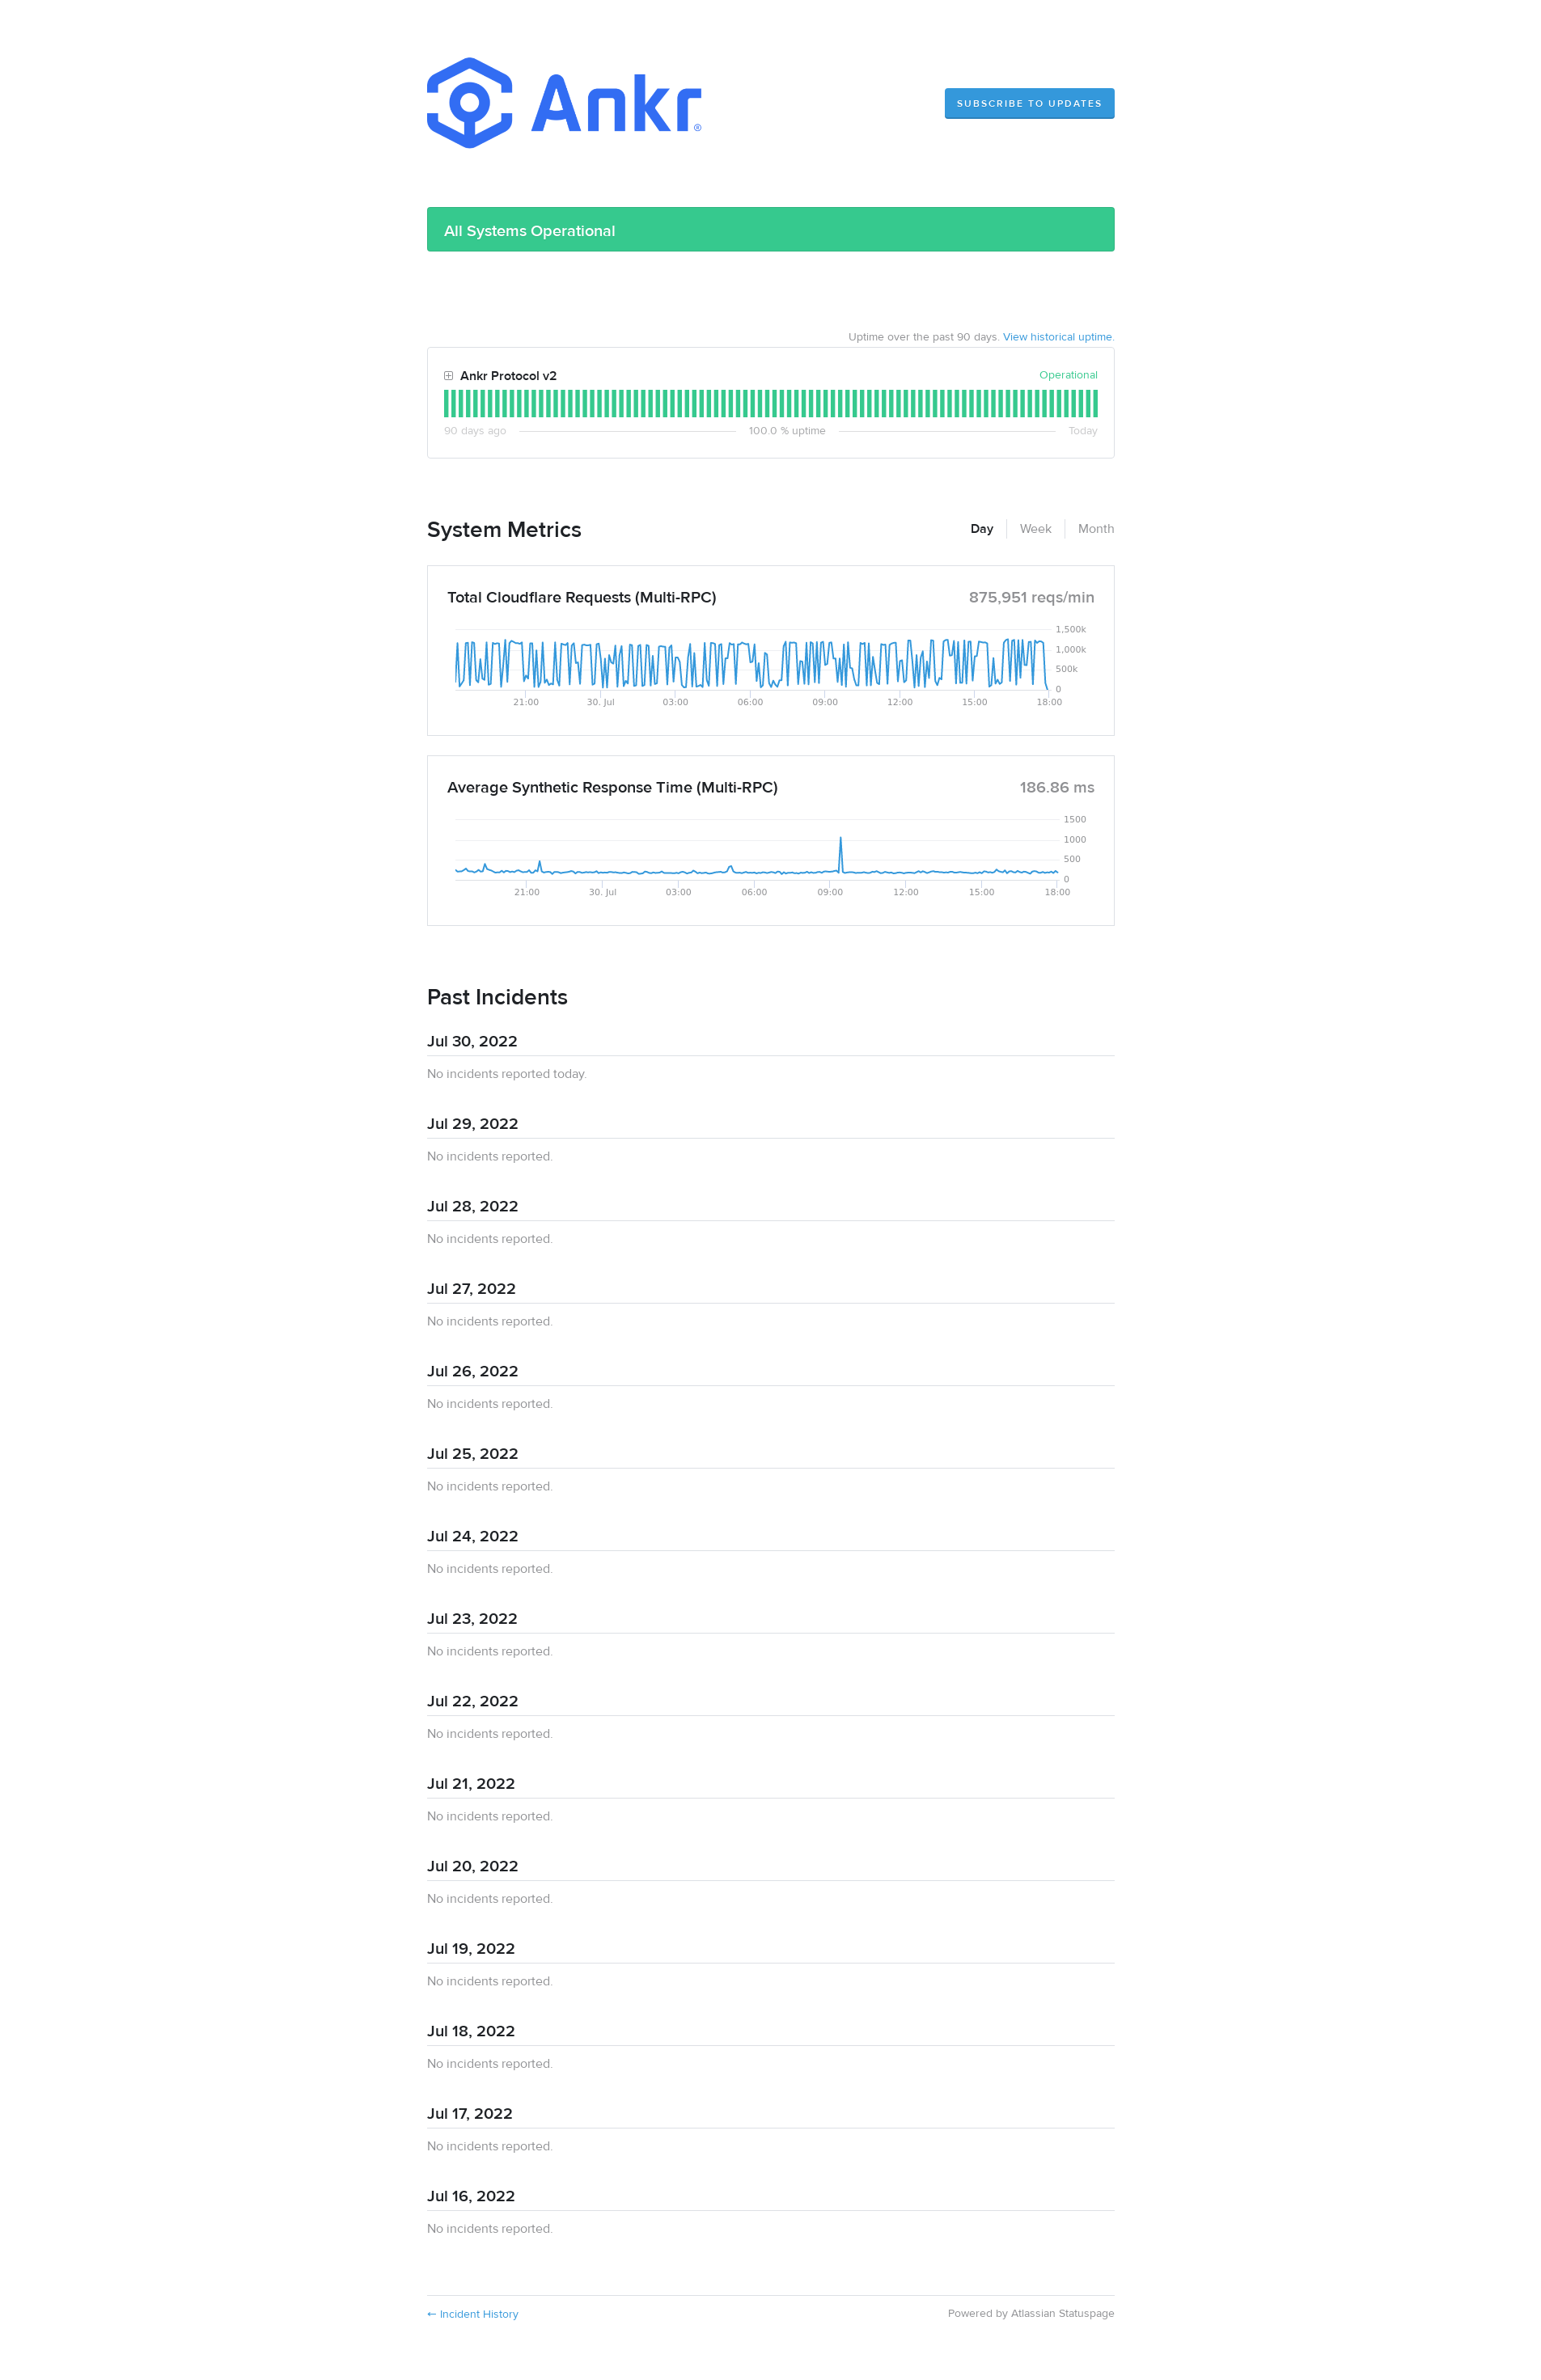 Ankr®
SUBSCRIBE TO UPDATES
All Systems Operational
Uptime over the past 90 days. View historical uptime.
Ankr Protocol v2
Operational
90 days ago
100.0 % uptime
Today
System Metrics
Day
Week
Month
Total Cloudflare Requests (Multi-RPC)
875,951 reqs/min
1,500k
1,000k
500k
0
21:00
30. Jul
03:00
06:00
09:00
12:00
15:00
18:00
Average Synthetic Response Time (Multi-RPC)
186.86 ms
1500
1000
500
0
21:00
30. Jul
03:00
06:00
09:00
12:00
15:00
18:00
Past Incidents
Jul 30, 2022
No incidents reported today.
Jul 29, 2022
No incidents reported.
Jul 28, 2022
No incidents reported.
Jul 27, 2022
No incidents reported.
Jul 26, 2022
No incidents reported.
Jul 25, 2022
No incidents reported.
Jul 24, 2022
No incidents reported.
Jul 23, 2022
No incidents reported.
Jul 22, 2022
No incidents reported.
Jul 21, 2022
No incidents reported.
Jul 20, 2022
No incidents reported.
Jul 19, 2022
No incidents reported.
Jul 18, 2022
No incidents reported.
Jul 17, 2022
No incidents reported.
Jul 16, 2022
No incidents reported.
← Incident History
Powered by Atlassian Statuspage